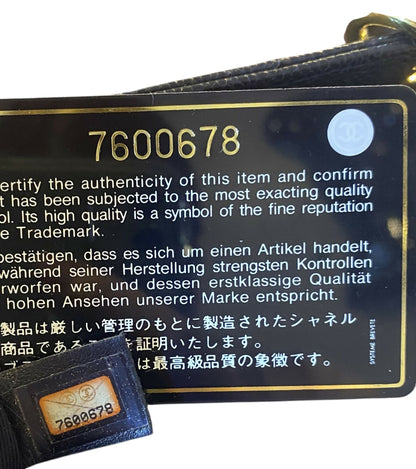 7600678
ertify the authenticity of this item and confirm
t has been subjected to the most exacting quality
ol. Its high quality is a symbol of the fine reputation
e Trademark.
bestätigen, dass es sich um einen Artikel handelt,
während seiner Herstellung strengsten Kontrollen
worfen war, und dessen erstklassige Qualität
hohen Ansehen unserer Marke entspricht.
製品は厳しい管理のもとに製造されたシャネル
商品であることを証明いたします。
は最高級品質の象徴です。
SYSTEME BREVETE
7600678